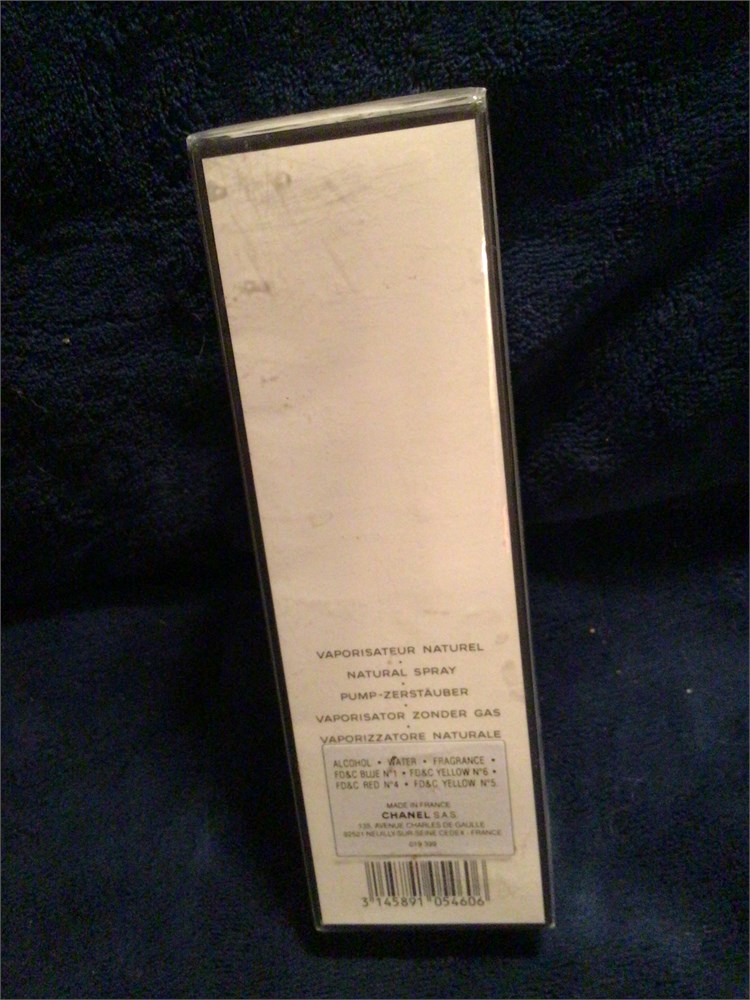 VAPORISATEUR NATUREL
•
NATURAL SPRAY
•
PUMP-ZERSTÄUBER
•
VAPORISATOR ZONDER GAS
•
VAPORIZZATORE NATURALE
ALCOHOL • WATER • FRAGRANCE •
FD&C BLUE N°1 • FD&C YELLOW N°6 •
FD&C RED N°4 • FD&C YELLOW N°5.
MADE IN FRANCE
CHANEL S.A.S.
135, AVENUE CHARLES DE GAULLE
92521 NEUILLY-SUR-SEINE CEDEX - FRANCE
3 145891 054606